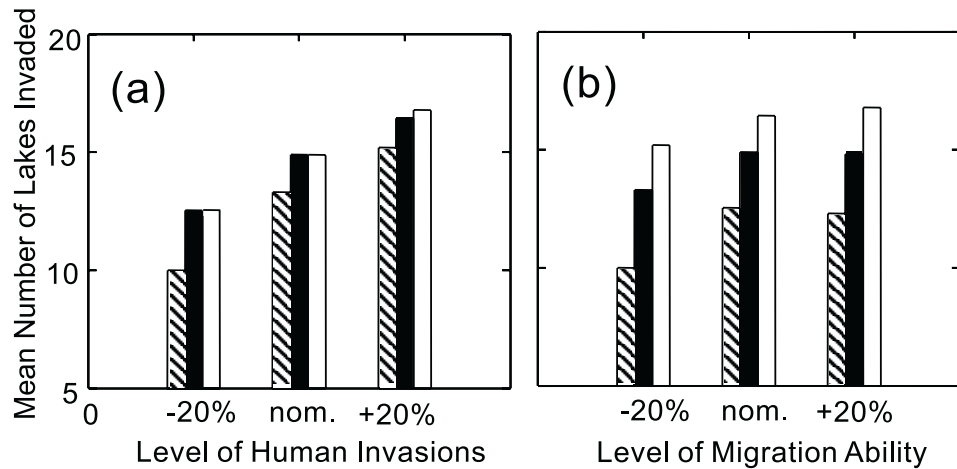 Mean Number of Lakes Invaded
20
15
10
5
0
(a)
-20% nom. +20%
Level of Human Invasions
(b)
-20% nom. +20%
Level of Migration Ability